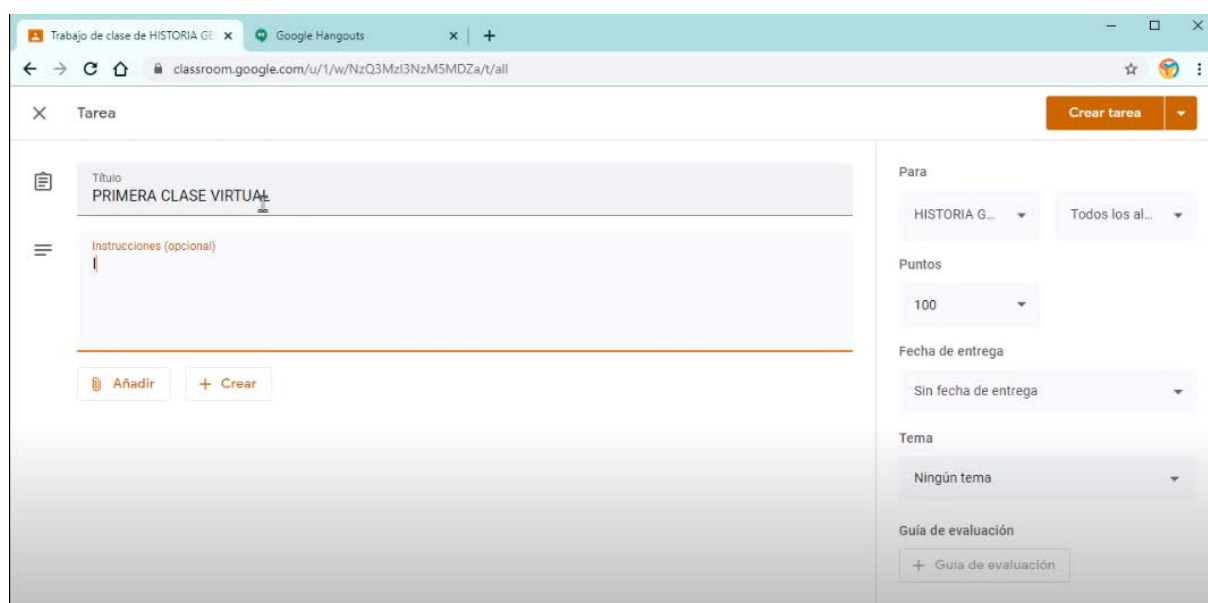 Trabajo de clase de HISTORIA GE
Google Hangouts
classroom.google.com/u/1/w/NzQ3MzI3NzM5MDZa/t/all
Tarea
Crear tarea
Título
PRIMERA CLASE VIRTUAL
Instrucciones (opcional)
I
Añadir
+ Crear
Para
HISTORIA G...
Todos los al...
Puntos
100
Fecha de entrega
Sin fecha de entrega
Tema
Ningún tema
Guía de evaluación
+ Guía de evaluación